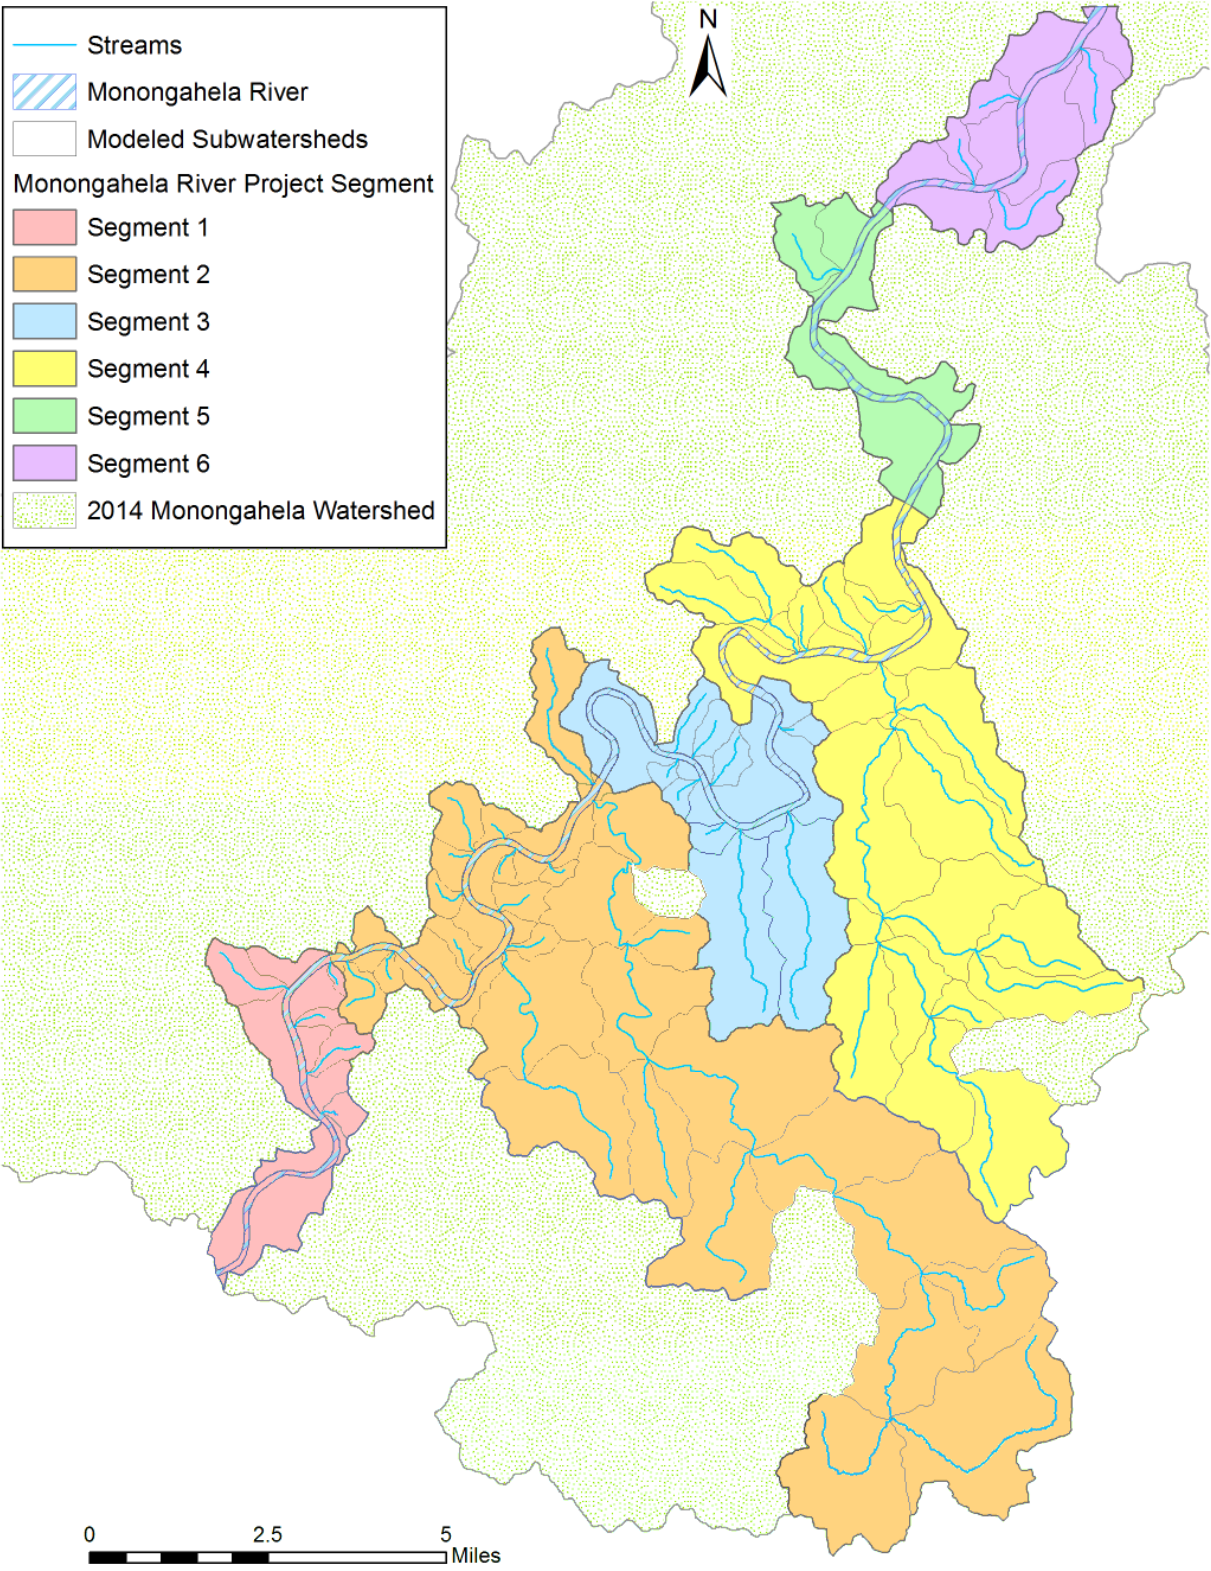 N
Streams
Monongahela River
Modeled Subwatersheds
Monongahela River Project Segment
Segment 1
Segment 2
Segment 3
Segment 4
Segment 5
Segment 6
2014 Monongahela Watershed
0 2.5 5
Miles